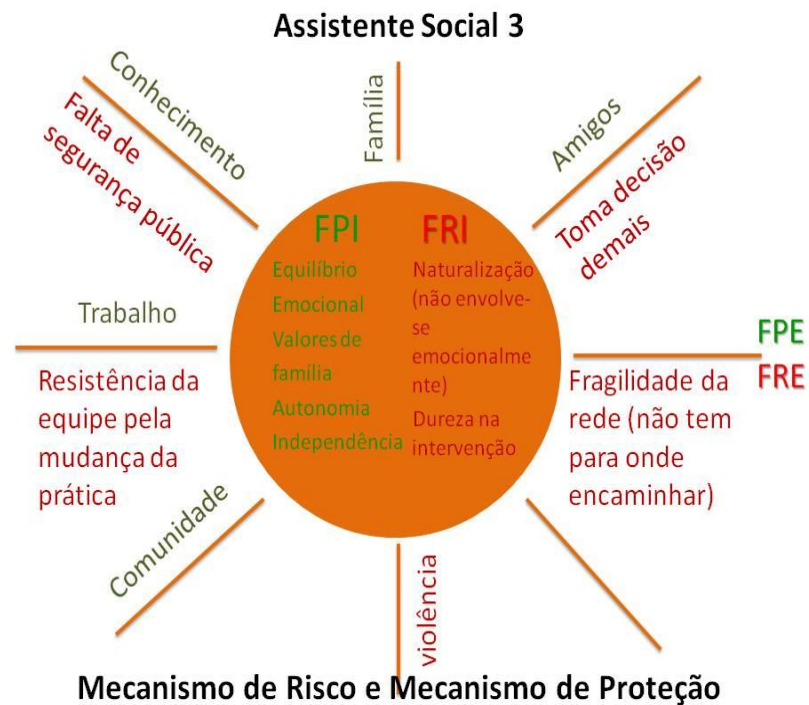 Assistente Social 3
Conhecimento
Falta de
segurança pública
Família
Amigos
Toma decisão
demais
FPI
Equilíbrio
Emocional
Valores de
família
Autonomia
Independência
FRI
Naturalização
(não envolve-
se
emocionalme
nte)
Dureza na
intervenção
Trabalho
Resistência da
equipe pela
mudança da
prática
FPE
FRE
Fragilidade da
rede (não tem
para onde
encaminhar)
Comunidade
violência
Mecanismo de Risco e Mecanismo de Proteção